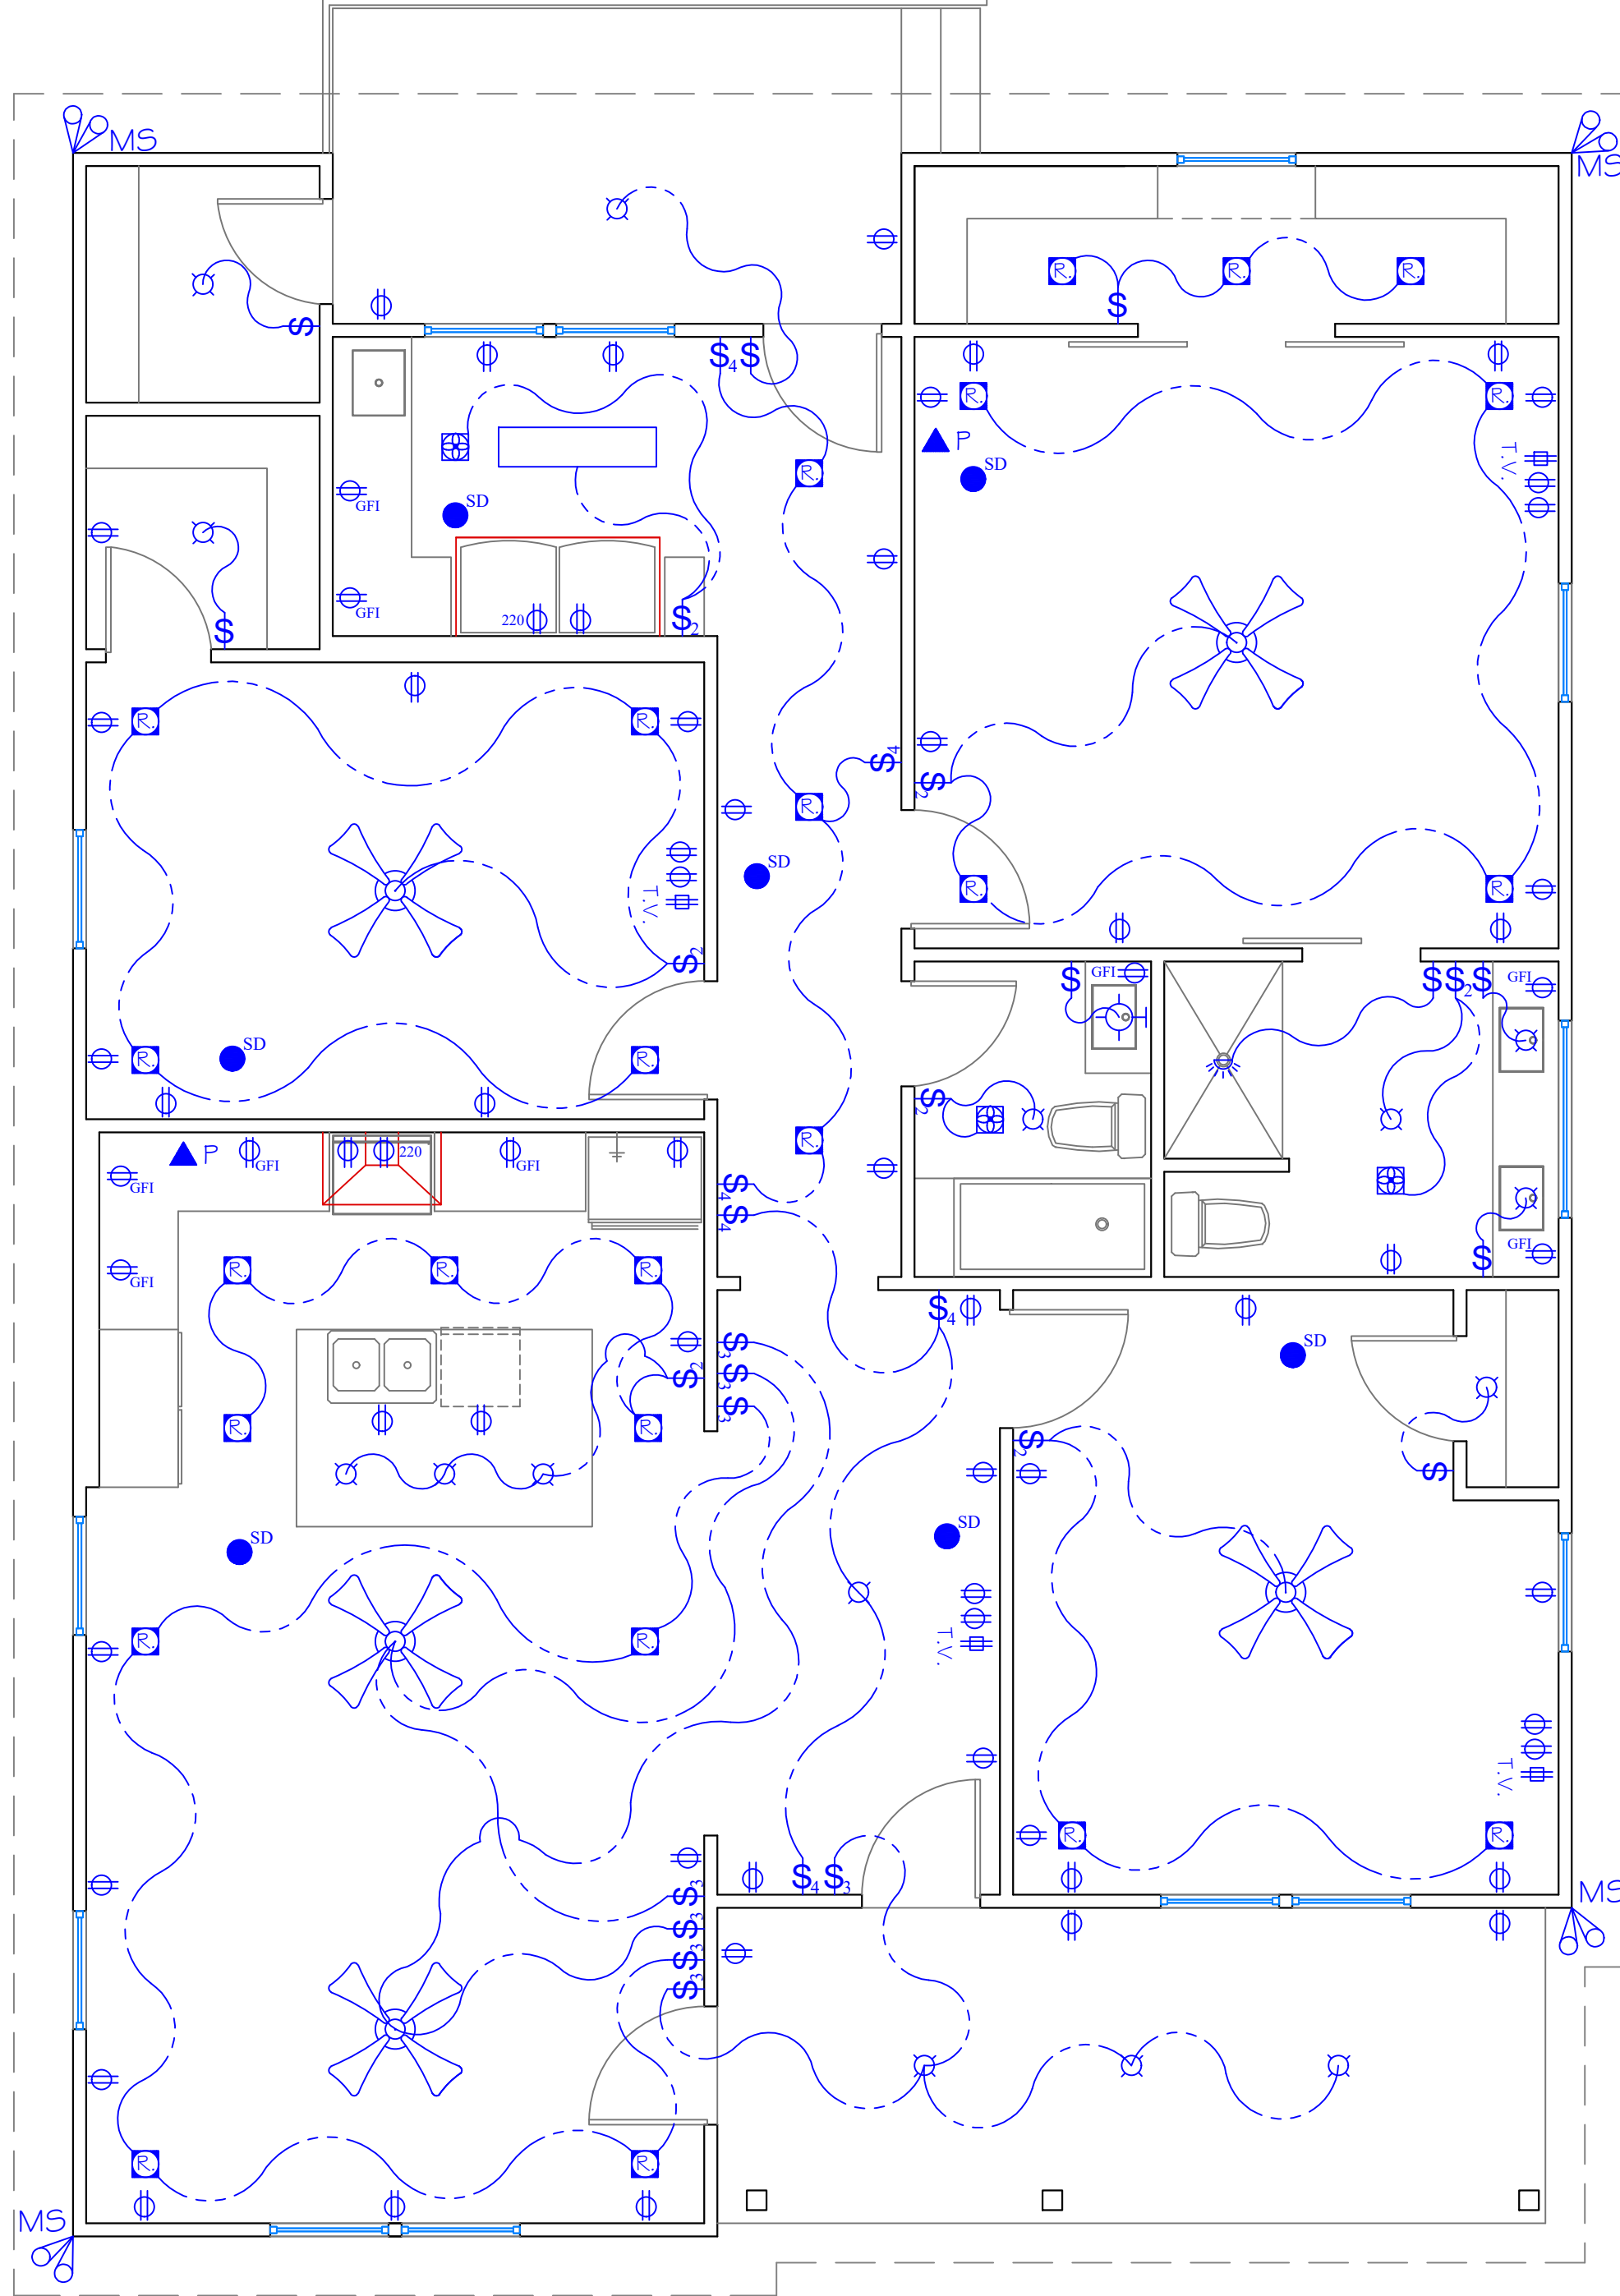 MS
MS
$
$
$4 $
R. R. R.
R. R.
P
SD
T.V.
R.
SD
GFI
GFI
220
$2
$
$
R. R.
$4
$2
R.
SD
T.V.
$2
R. R.
SD
R. R.
$ GFI
$ $2 $
GFI
R. R.
$2
R.
P
GFI
220
GFI
GFI
GFI
$4
$4
R. R. R.
GFI
$
$4
$3
$2
$3
$3
SD
R. R.
$2
$
SD
SD
R. R.
T.V.
T.V.
R. R.
$4 $3
$3
$3
$3
$3
MS
R. R.
MS